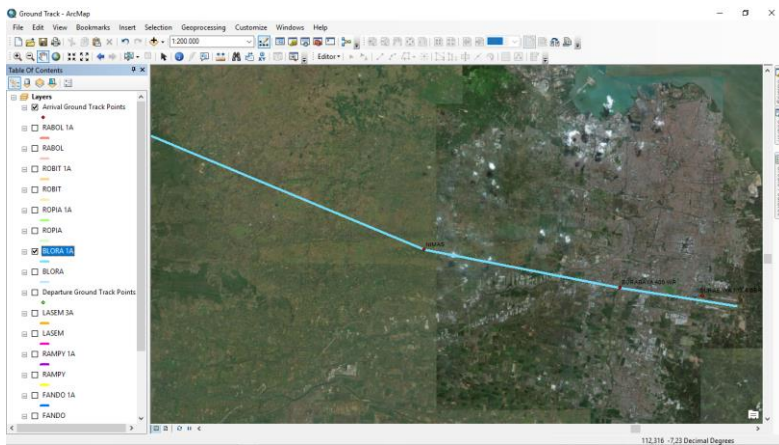 Ground Track - ArcMap
File Edit View Bookmarks Insert Selection Geoprocessing Customize Windows Help
1:200.000
Editor
Table Of Contents
Layers
Arrival Ground Track Points
RABOL 1A
RABOL
ROBIT 1A
ROBIT
ROPIA 1A
ROPIA
BLORA 1A
BLORA
Departure Ground Track Points
LASEM 3A
LASEM
RAMPY 1A
RAMPY
FANDO 1A
FANDO
112,316 -7,23 Decimal Degrees